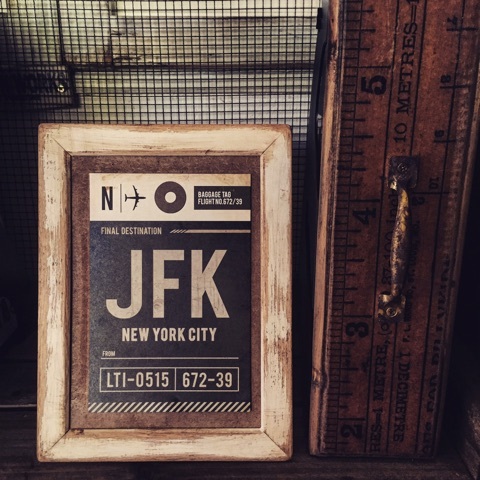 N
BAGGAGE TAG
FLIGHT NO.672/39
FINAL DESTINATION
JFK
NEW YORK CITY
FROM
LTI-0515 672-39
5
10 METRES-1
3
2